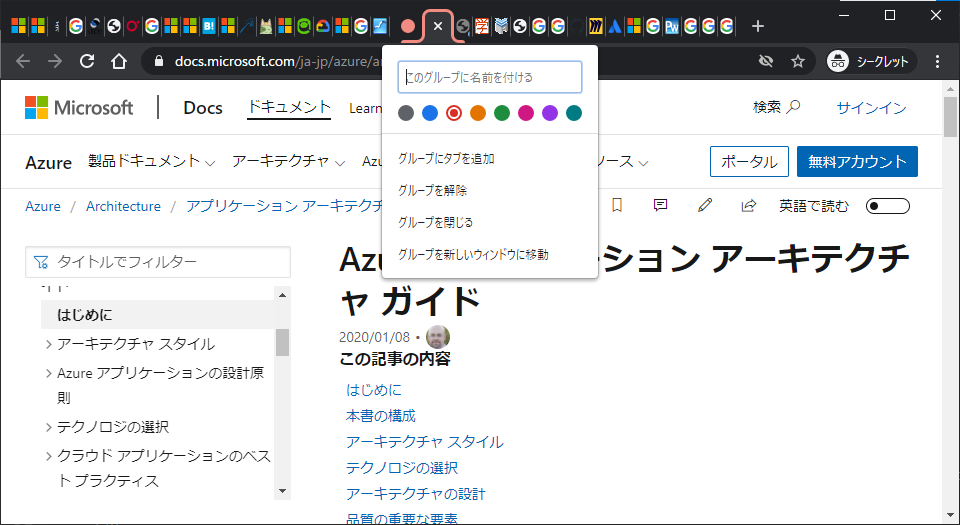 docs.microsoft.com/ja-jp/azure/ar
シークレット
このグループに名前を付ける
グループにタブを追加
グループを解除
グループを閉じる
グループを新しいウィンドウに移動
Microsoft
Docs
ドキュメント
Learn
検索
サインイン
Azure
製品ドキュメント
アーキテクチャ
ソース
ポータル
無料アカウント
Azure / Architecture / アプリケーション アーキテクチ
英語で読む
タイトルでフィルター
はじめに
アーキテクチャ スタイル
Azure アプリケーションの設計原
則
テクノロジの選択
クラウド アプリケーションのベス
ト プラクティス
ーション アーキテクチ
ャ ガイド
2020/01/08 •
この記事の内容
はじめに
本書の構成
アーキテクチャ スタイル
テクノロジの選択
アーキテクチャの設計
品質の重要な要素